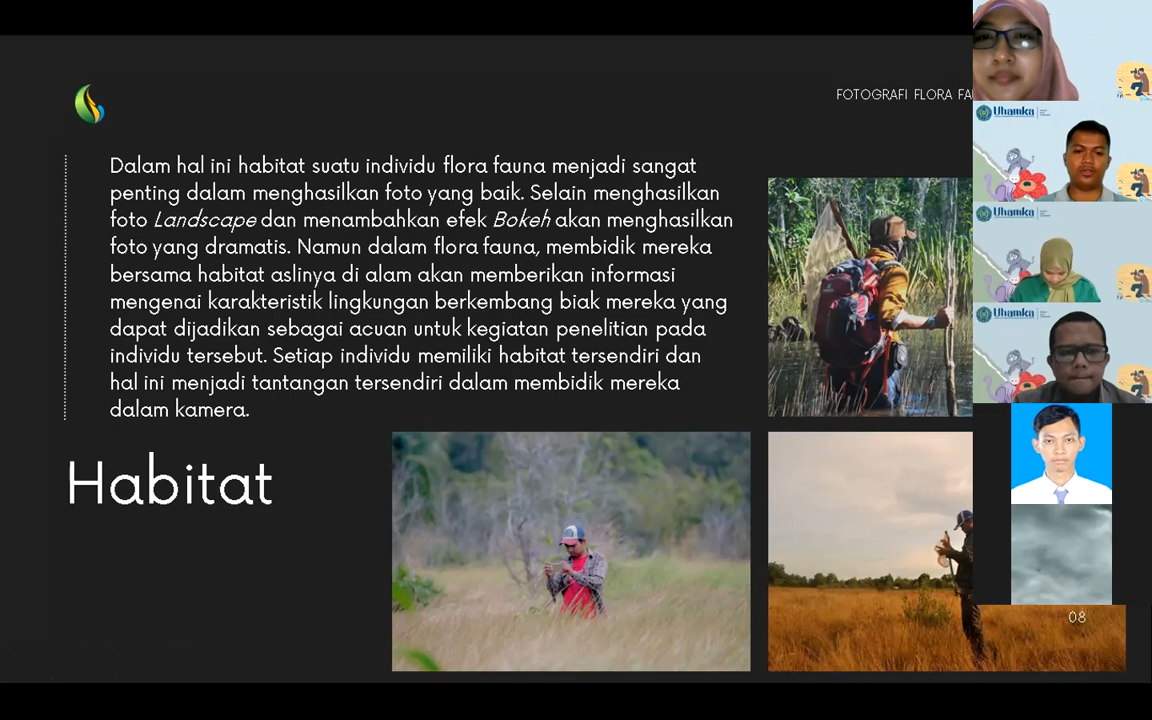 FOTOGRAFI FLORA
Dalam hal ini habitat suatu individu flora fauna menjadi sangat
penting dalam menghasilkan foto yang baik. Selain menghasilkan
foto Landscape dan menambahkan efek Bokeh akan menghasilkan
foto yang dramatis. Namun dalam flora fauna, membidik mereka
bersama habitat aslinya di alam akan memberikan informasi
mengenai karakteristik lingkungan berkembang biak mereka yang
dapat dijadikan sebagai acuan untuk kegiatan penelitian pada
individu tersebut. Setiap individu memiliki habitat tersendiri dan
hal ini menjadi tantangan tersendiri dalam membidik mereka
dalam kamera.
Habitat
08
Uhamka
Uhamka
Uhamka